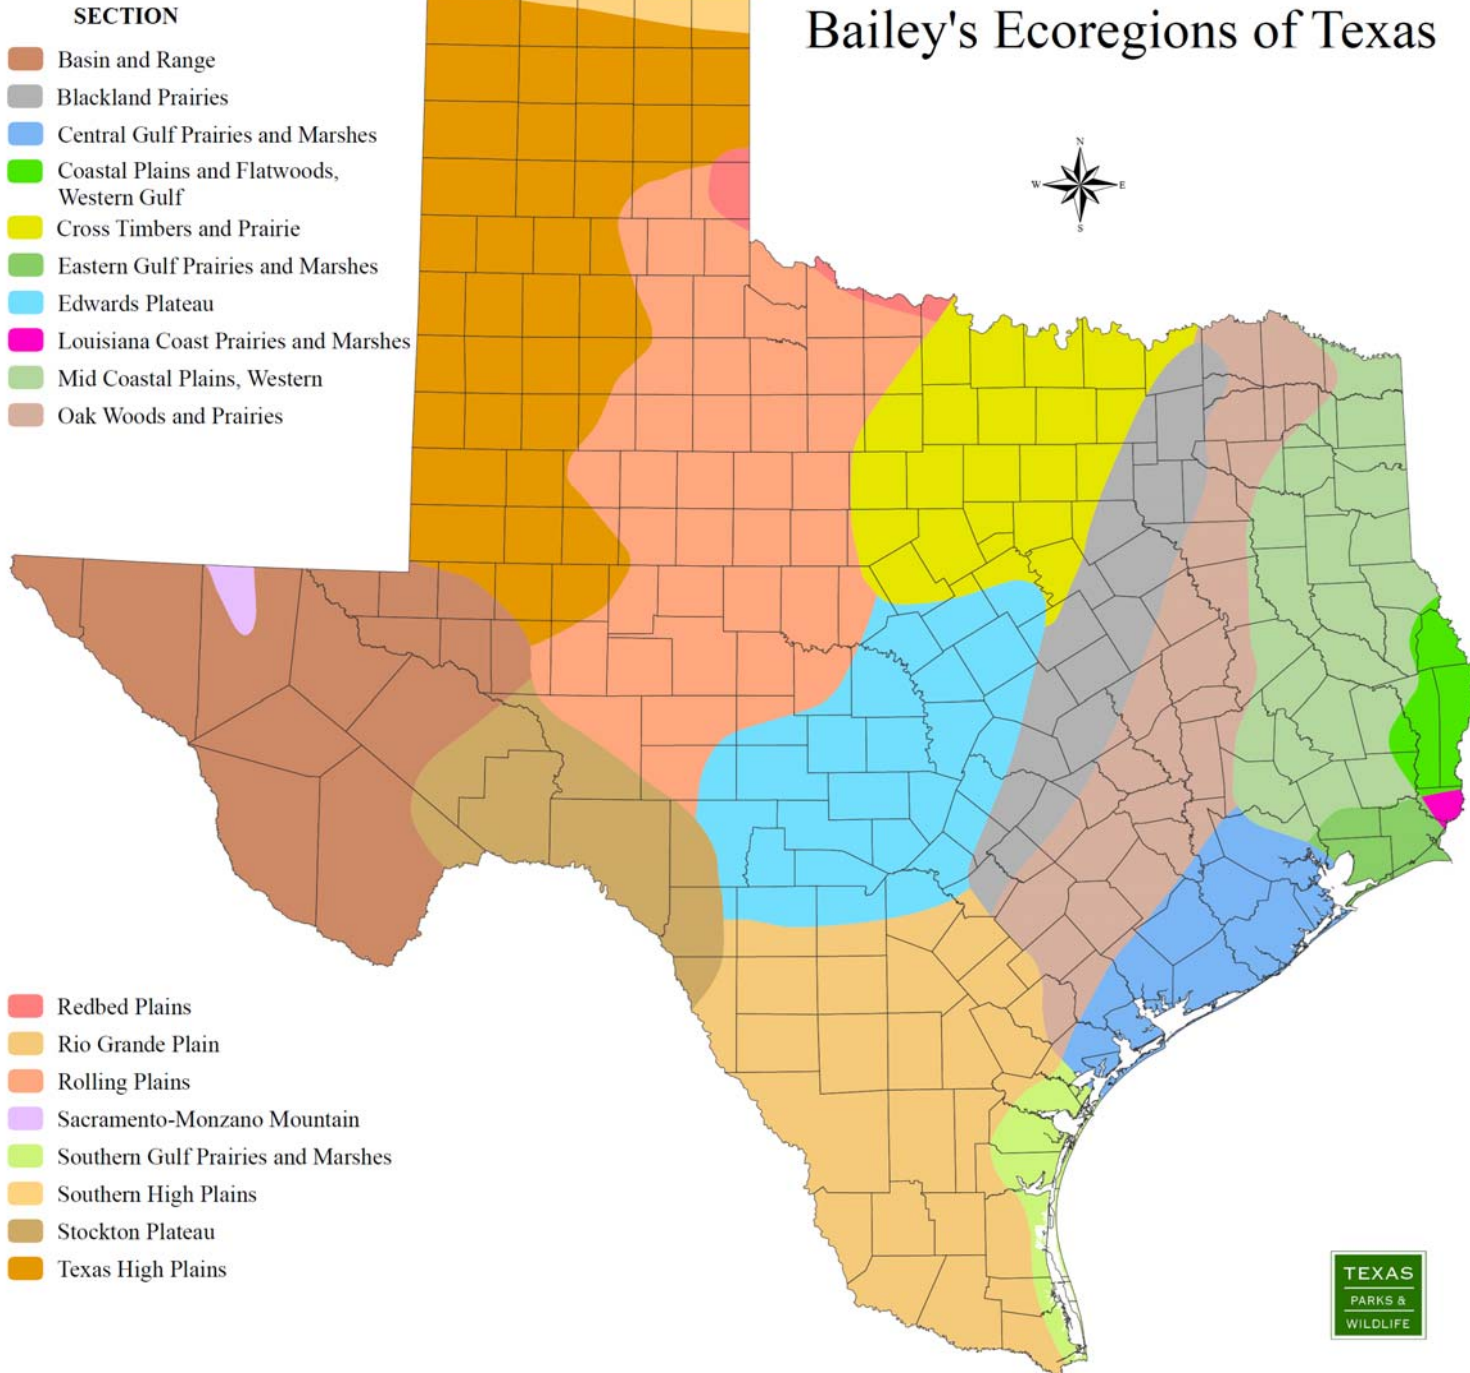 Bailey's Ecoregions of Texas
SECTION
Basin and Range
Blackland Prairies
Central Gulf Prairies and Marshes
Coastal Plains and Flatwoods,
Western Gulf
Cross Timbers and Prairie
Eastern Gulf Prairies and Marshes
Edwards Plateau
Louisiana Coast Prairies and Marshes
Mid Coastal Plains, Western
Oak Woods and Prairies
N
W
E
S
Redbed Plains
Rio Grande Plain
Rolling Plains
Sacramento-Monzano Mountain
Southern Gulf Prairies and Marshes
Southern High Plains
Stockton Plateau
Texas High Plains
TEXAS
PARKS &
WILDLIFE